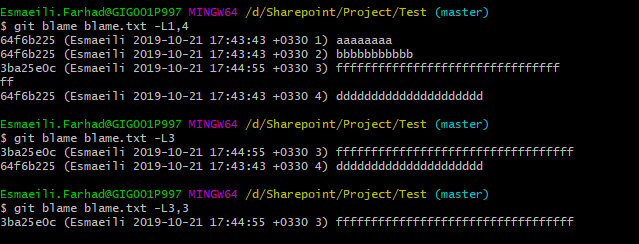 Esmaeili.Farhad@GIGO01P997 MINGW64 /d/Sharepoint/Project/Test (master)
$ git blame blame.txt -L1,4
64f6b225 (Esmaeili 2019-10-21 17:43:43 +0330 1) aaaaaaaa
64f6b225 (Esmaeili 2019-10-21 17:43:43 +0330 2) bbbbbbbbbbb
3ba25e0c (Esmaeili 2019-10-21 17:44:55 +0330 3) ffffffffffffffffffffffffffffffff
ff
64f6b225 (Esmaeili 2019-10-21 17:43:43 +0330 4) ddddddddddddddddddddd
Esmaeili.Farhad@GIGO01P997 MINGW64 /d/Sharepoint/Project/Test (master)
$ git blame blame.txt -L3
3ba25e0c (Esmaeili 2019-10-21 17:44:55 +0330 3) ffffffffffffffffffffffffffffffffff
64f6b225 (Esmaeili 2019-10-21 17:43:43 +0330 4) ddddddddddddddddddddd
Esmaeili.Farhad@GIGO01P997 MINGW64 /d/Sharepoint/Project/Test (master)
$ git blame blame.txt -L3,3
3ba25e0c (Esmaeili 2019-10-21 17:44:55 +0330 3) ffffffffffffffffffffffffffffffffff